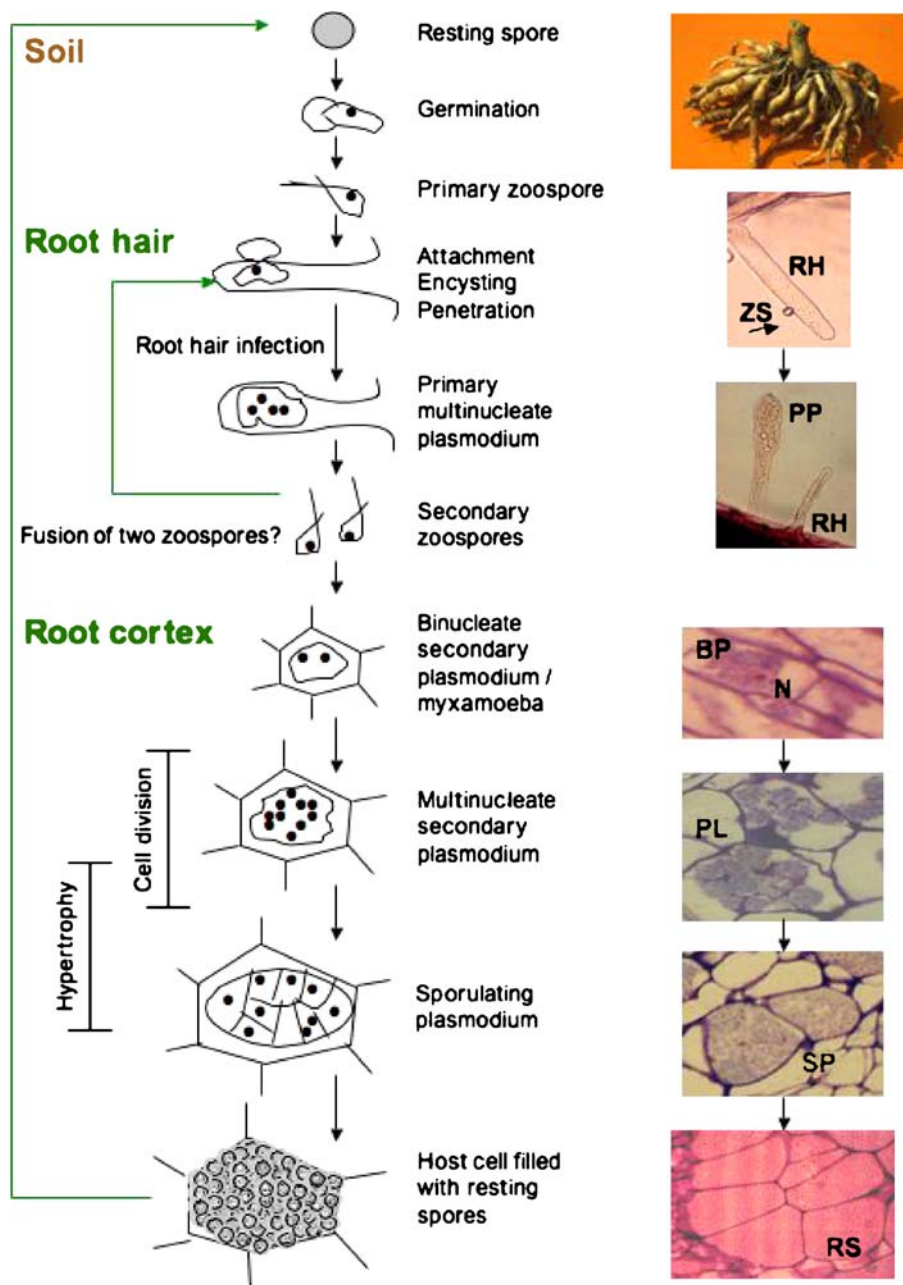 Soil
Resting spore
Germination
Primary zoospore
Root hair
Attachment
Encysting
Penetration
RH
ZS
Root hair infection
Primary
multinucleate
plasmodium
PP
RH
Fusion of two zoospores?
Secondary
zoospores
Root cortex
Binucleate
secondary
plasmodium /
myxamoeba
BP
N
Cell division
Multinucleate
secondary
plasmodium
PL
Hypertrophy
Sporulating
plasmodium
SP
Host cell filled
with resting
spores
RS